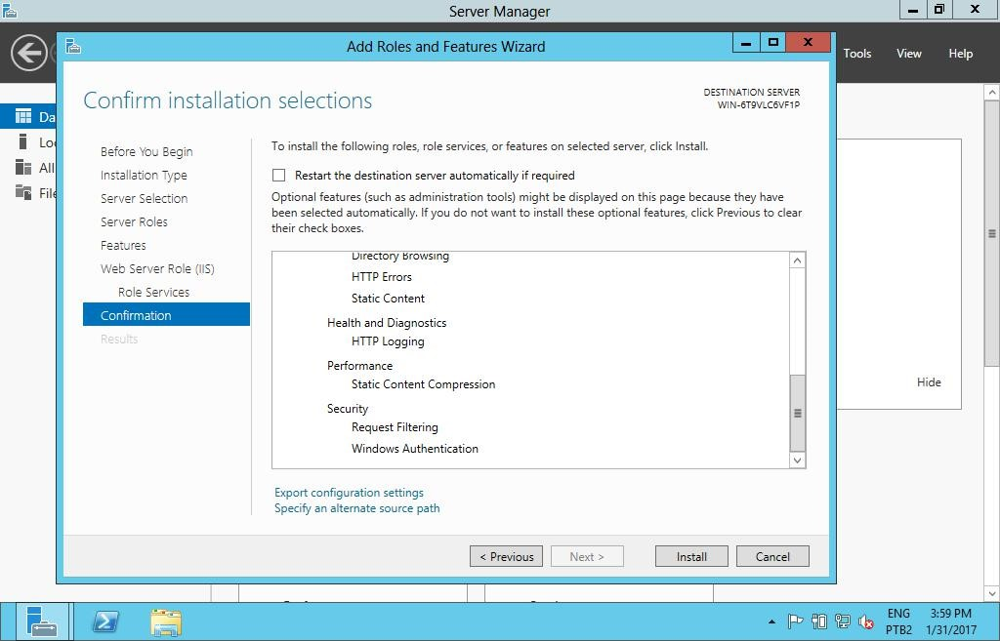 Server Manager
Tools View Help
Add Roles and Features Wizard
Confirm installation selections
DESTINATION SERVER
WIN-6T9VLC6VF1P
Before You Begin
Installation Type
Server Selection
Server Roles
Features
Web Server Role (IIS)
Role Services
Confirmation
Results
To install the following roles, role services, or features on selected server, click Install.
Restart the destination server automatically if required
Optional features (such as administration tools) might be displayed on this page because they have
been selected automatically. If you do not want to install these optional features, click Previous to clear
their check boxes.
Directory Browsing
HTTP Errors
Static Content
Health and Diagnostics
HTTP Logging
Performance
Static Content Compression
Security
Request Filtering
Windows Authentication
Export configuration settings
Specify an alternate source path
< Previous
Next >
Install
Cancel
Da
Lo
All
File
Hide
ENG
PTB2
3:59 PM
1/31/2017